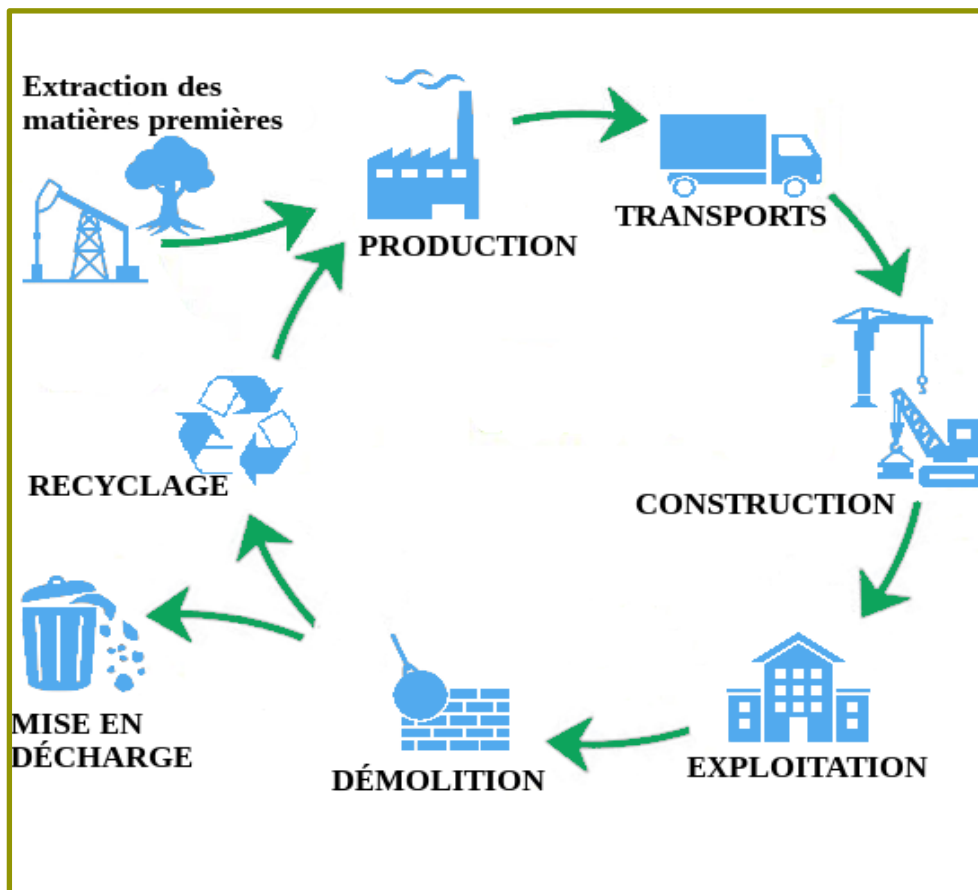 Extraction des
matières premières
PRODUCTION
TRANSPORTS
CONSTRUCTION
EXPLOITATION
DÉMOLITION
RECYCLAGE
MISE EN
DÉCHARGE